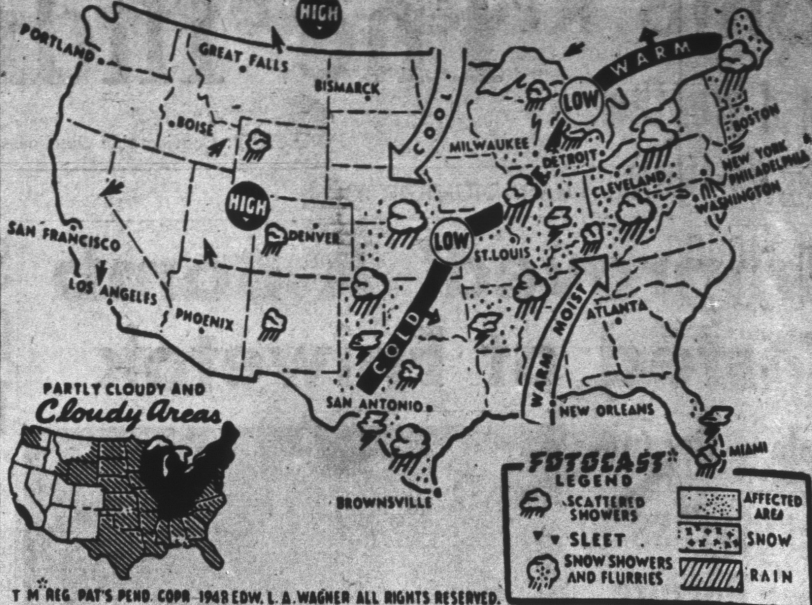 HIGH
WARM
PORTLAND
GREAT FALLS
BISMARCK
COOL
LOW
BOSTON
BOISE
MILWAUKEE
DETROIT
NEW YORK
PHILADELPHIA
CLEVELAND
WASHINGTON
HIGH
DENVER
LOW
ST. LOUIS
SAN FRANCISCO
LOS ANGELES
PHOENIX
COLD
WARM MOIST
ATLANTA
PARTLY CLOUDY AND
Cloudy Areas
SAN ANTONIO
NEW ORLEANS
MIAMI
BROWNSVILLE
FOTOCAST*
LEGEND
SCATTERED
SHOWERS
AFFECTED
AREA
SLEET
SNOW
SNOW SHOWERS
AND FLURRIES
RAIN
T M *REG. PAT'S PEND. COPR 1948 EDW. L. A. WAGNER ALL RIGHTS RESERVED.